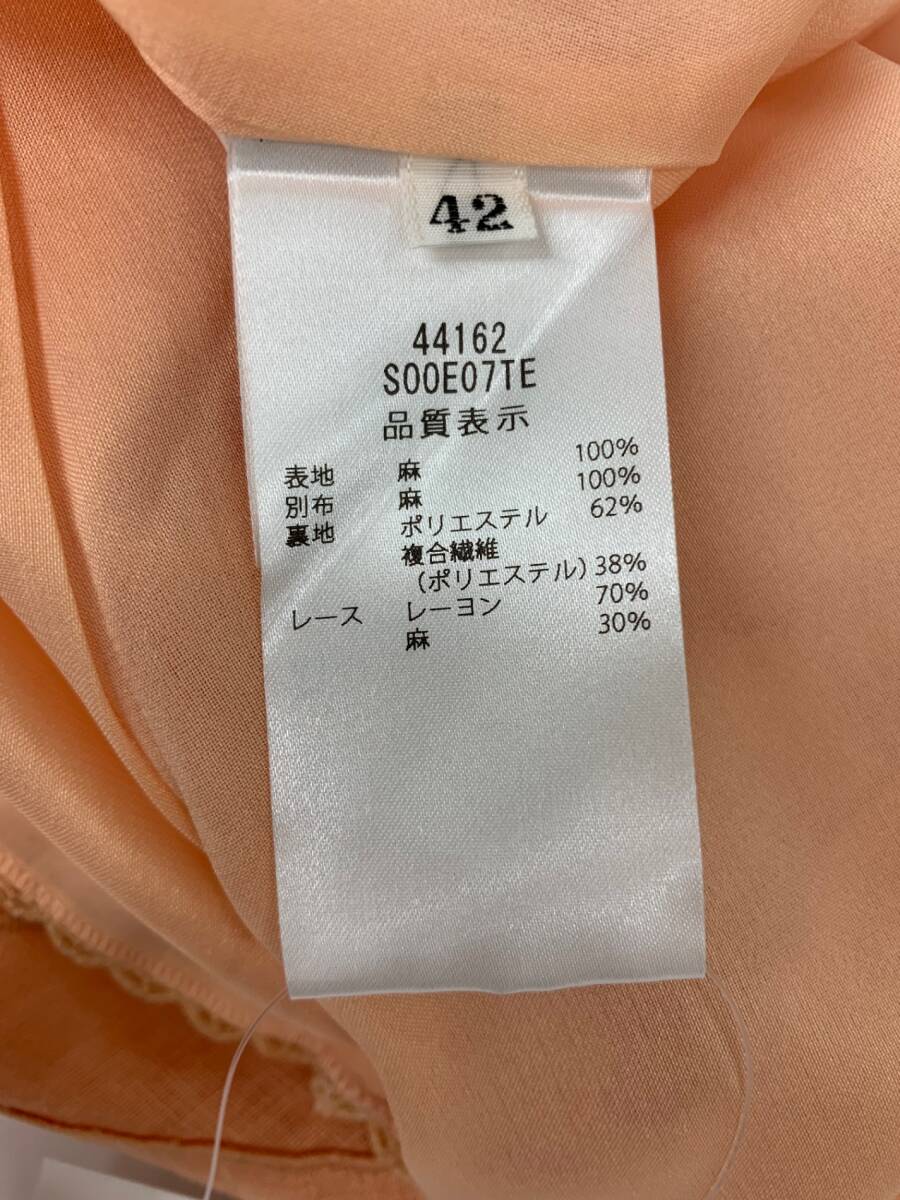 42
44162
S00E07TE
品質表示
表地 麻 100%
別布 麻 100%
裏地 ポリエステル 62%
複合繊維
(ポリエステル) 38%
レース レーヨン 70%
麻 30%